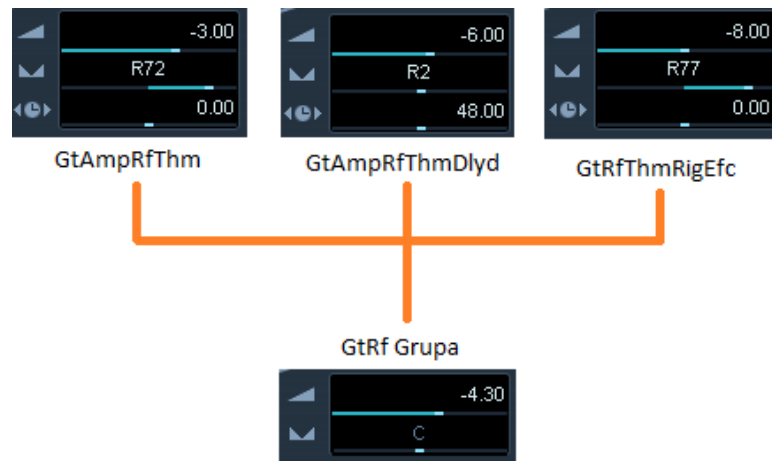 -3.00
R72
0.00
GtAmpRfThm
-6.00
R2
48.00
GtAmpRfThmDlyd
-8.00
R77
0.00
GtRfThmRigEfc
GtRf Grupa
-4.30
C